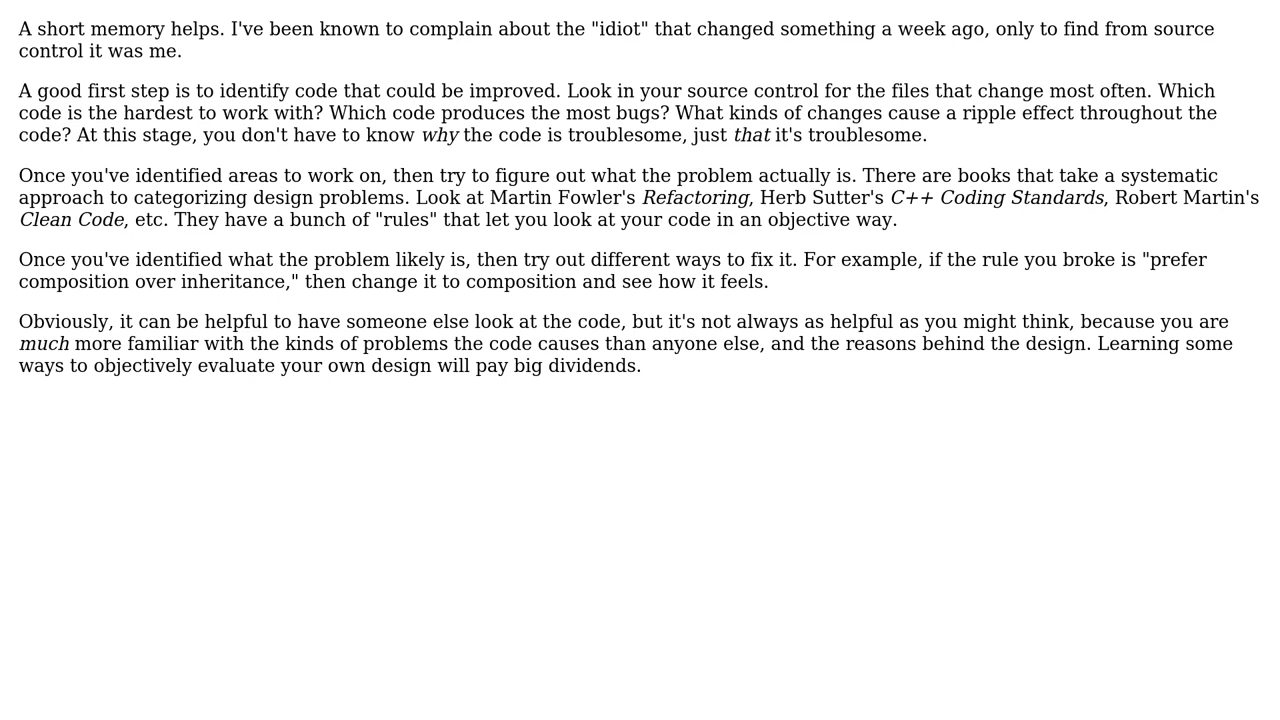 A short memory helps. I've been known to complain about the "idiot" that changed something a week ago, only to find from source
control it was me.
A good first step is to identify code that could be improved. Look in your source control for the files that change most often. Which
code is the hardest to work with? Which code produces the most bugs? What kinds of changes cause a ripple effect throughout the
code? At this stage, you don't have to know why the code is troublesome, just that it's troublesome.
Once you've identified areas to work on, then try to figure out what the problem actually is. There are books that take a systematic
approach to categorizing design problems. Look at Martin Fowler's Refactoring, Herb Sutter's C++ Coding Standards, Robert Martin's
Clean Code, etc. They have a bunch of "rules" that let you look at your code in an objective way.
Once you've identified what the problem likely is, then try out different ways to fix it. For example, if the rule you broke is "prefer
composition over inheritance," then change it to composition and see how it feels.
Obviously, it can be helpful to have someone else look at the code, but it's not always as helpful as you might think, because you are
much more familiar with the kinds of problems the code causes than anyone else, and the reasons behind the design. Learning some
ways to objectively evaluate your own design will pay big dividends.